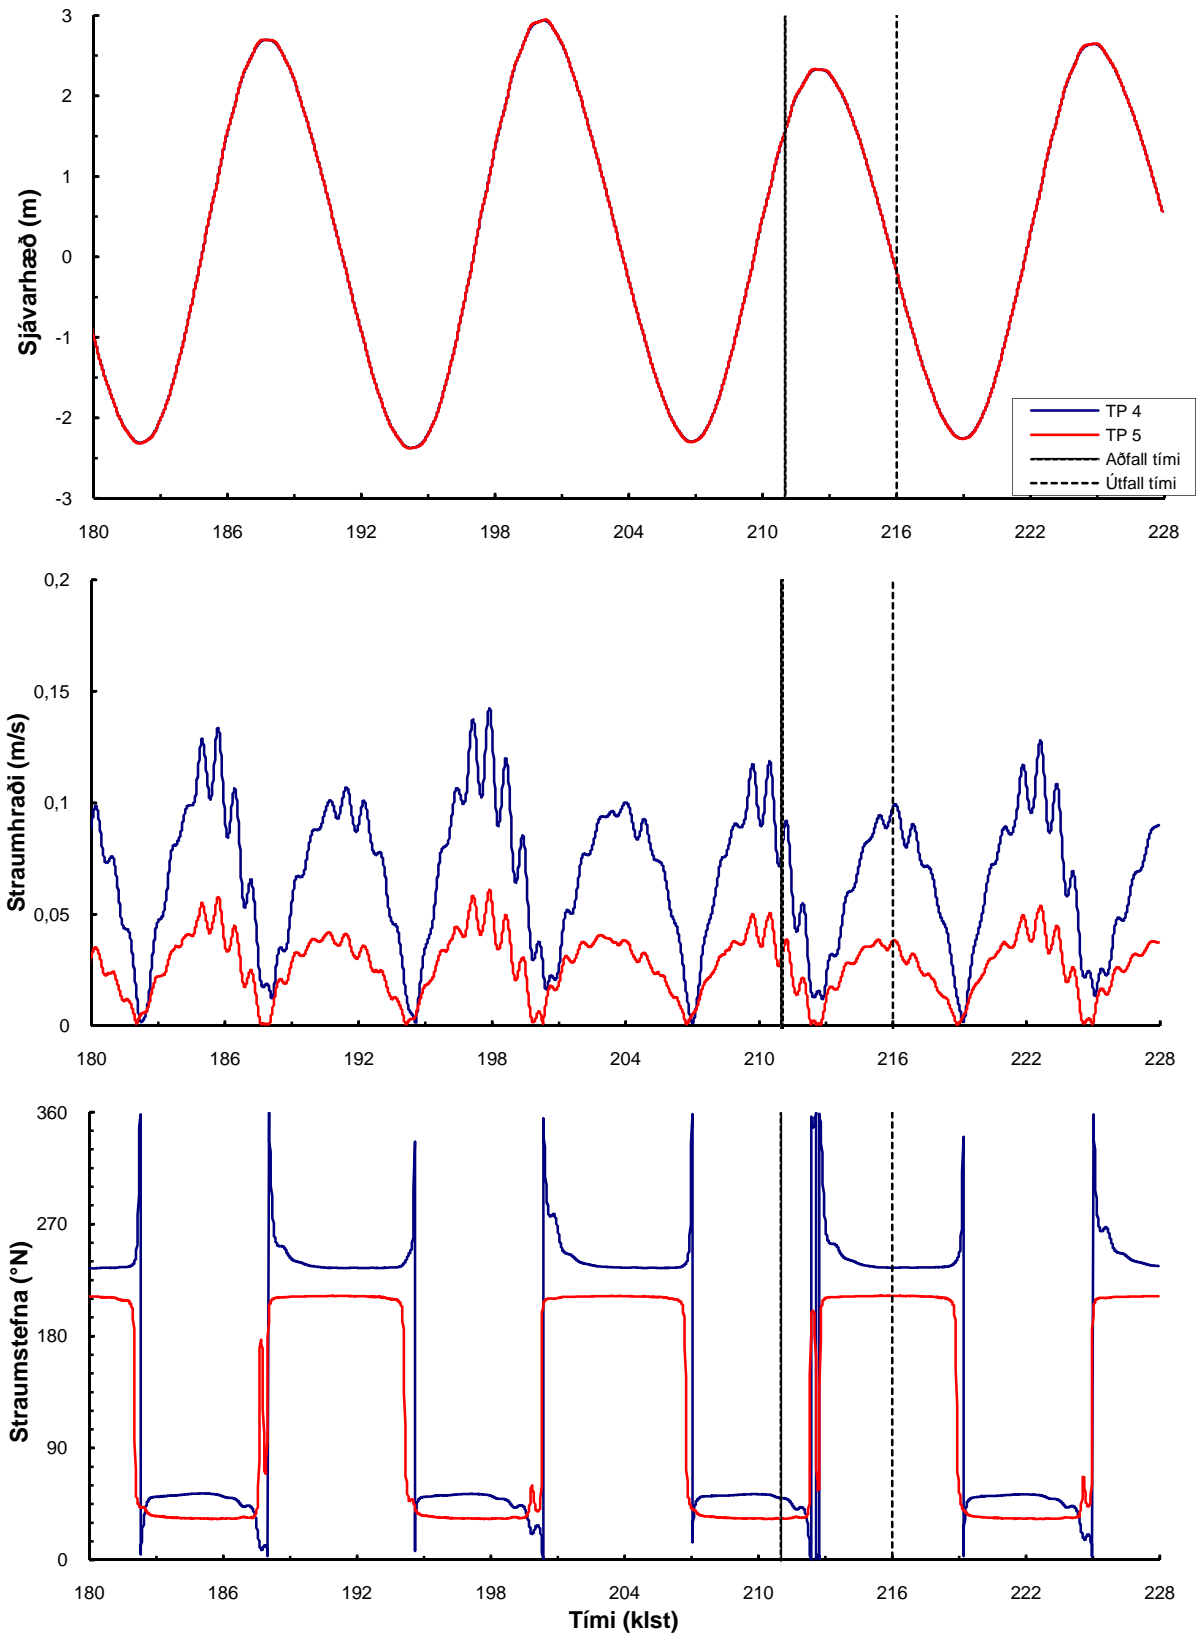 3
2
1
0
-1
-2
-3
Sjávarhæð (m)
180 186 192 198 204 210 216 222 228
TP 4
TP 5
Aðfall tími
Útfall tími
0,2
0,15
0,1
0,05
0
Straumhraði (m/s)
180 186 192 198 204 210 216 222 228
360
270
180
90
0
Straumstefna (°N)
180 186 192 198 204 210 216 222 228
Tími (klst)